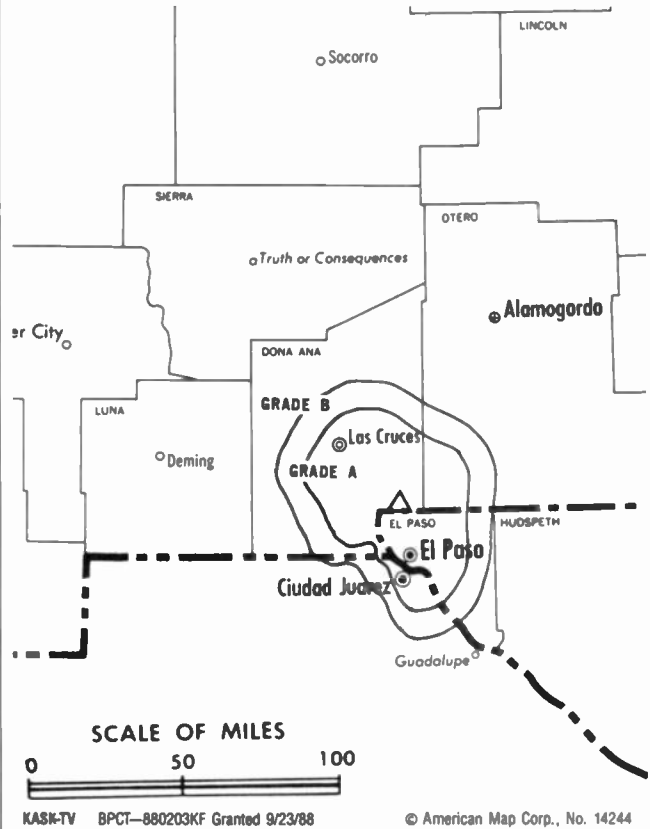 LINCOLN
Socorro
SIERRA
OTERO
Truth or Consequences
Alamogordo
er City
DONA ANA
GRADE B
LUNA
Las Cruces
Deming
GRADE A
EL PASO
HUDSPETH
El Paso
Ciudad Juarez
Guadalupe
SCALE OF MILES
0 50 100
KASK-TV BPCT—880203KF Granted 9/23/88 © American Map Corp., No. 14244